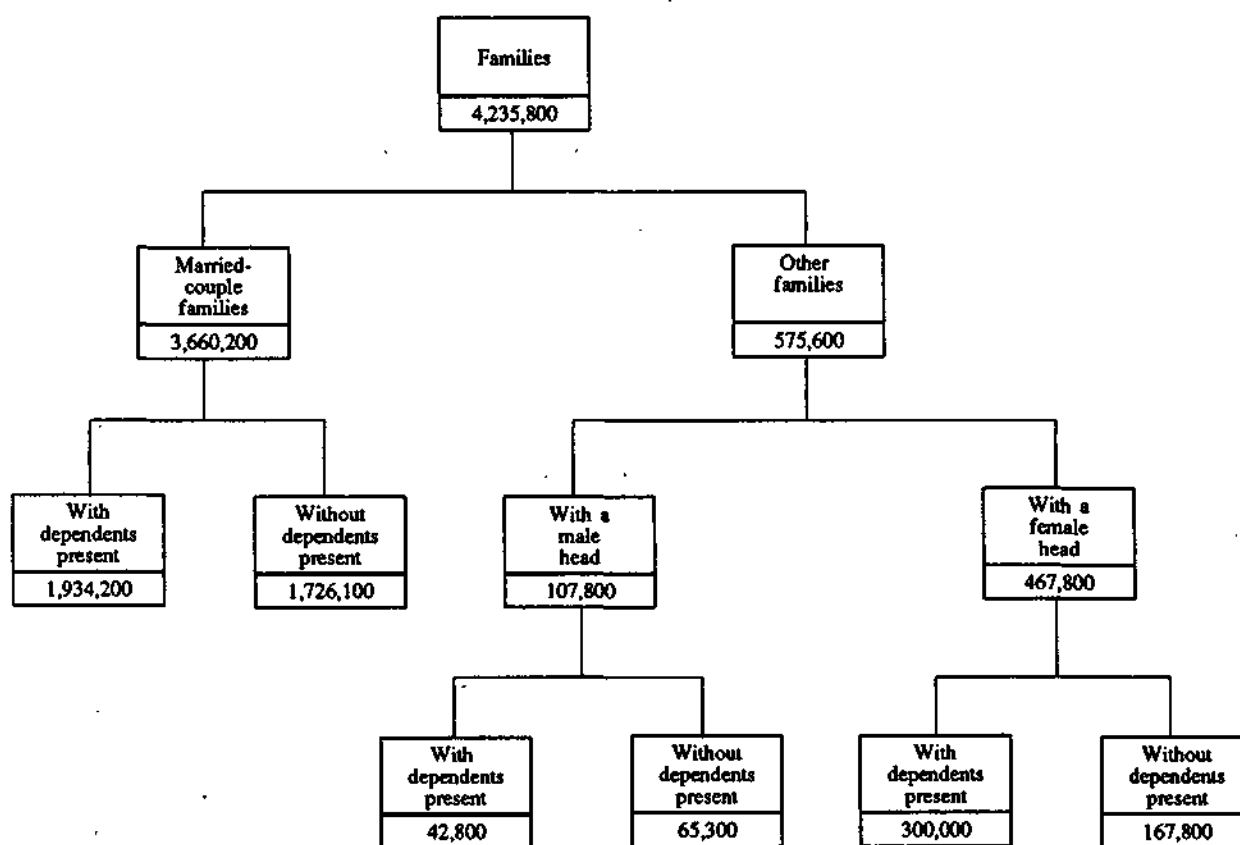 Families
4,235,800
Married-
couple
families
3,660,200
Other
families
575,600
With
dependents
present
1,934,200
Without
dependents
present
1,726,100
With a
male
head
107,800
With a
female
head
467,800
With
dependents
present
42,800
Without
dependents
present
65,300
With
dependents
present
300,000
Without
dependents
present
167,800